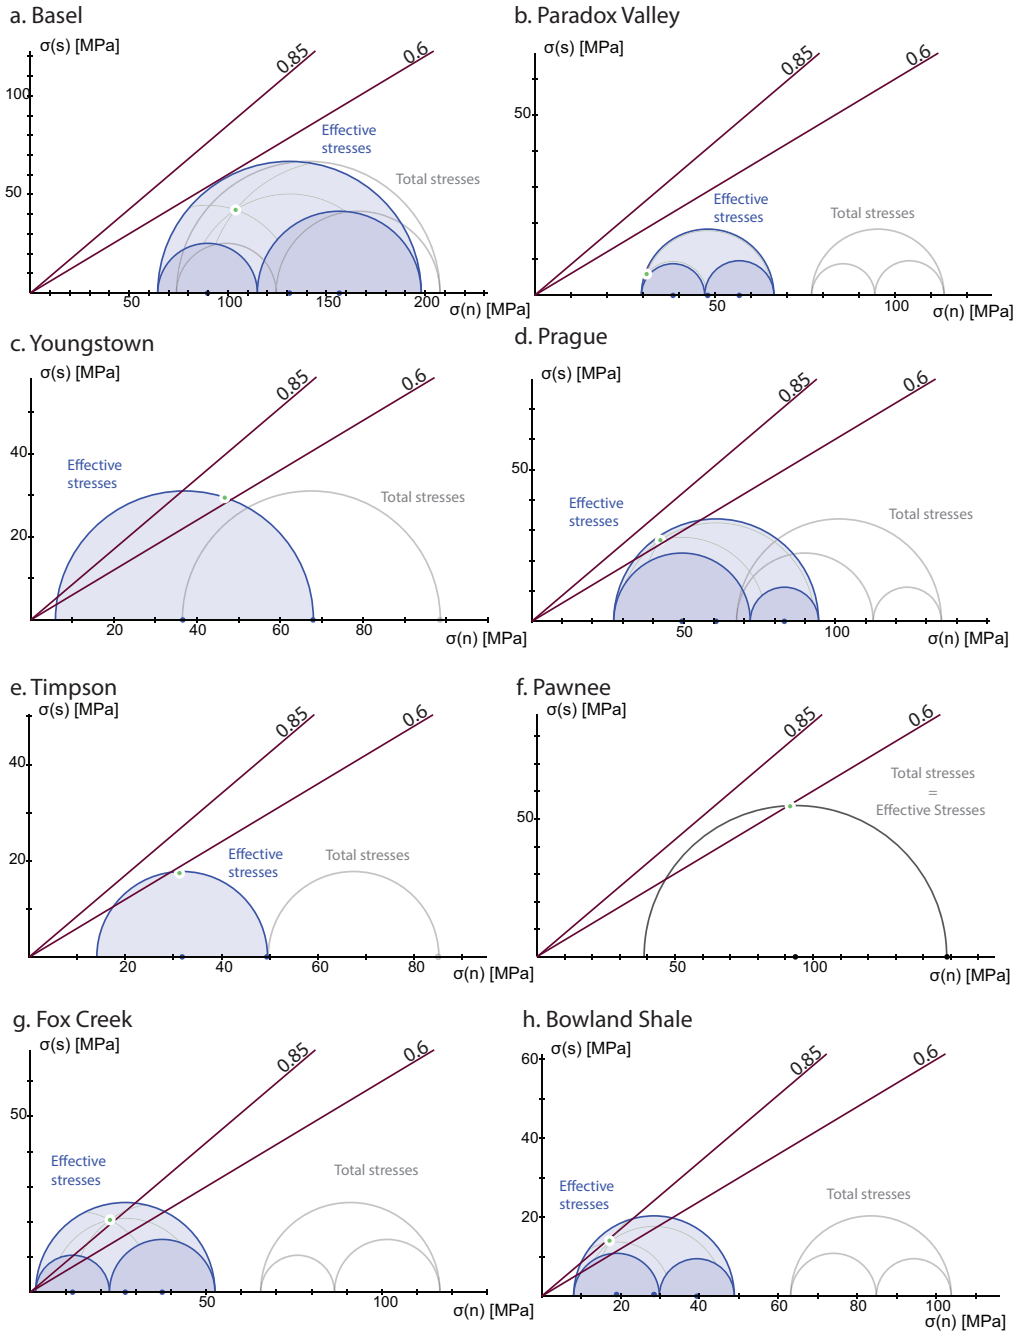 a. Basel
σ(s) [MPa]
0.85
0.6
100
Effective
stresses
Total stresses
50
50
100
150
200
σ(n) [MPa]
b. Paradox Valley
σ(s) [MPa]
0.85
0.6
50
Effective
stresses
Total stresses
50
100
σ(n) [MPa]
c. Youngstown
σ(s) [MPa]
0.85
0.6
40
Effective
stresses
Total stresses
20
20
40
60
80
σ(n) [MPa]
d. Prague
σ(s) [MPa]
0.85
0.6
50
Effective
stresses
Total stresses
50
100
σ(n) [MPa]
e. Timpson
σ(s) [MPa]
0.85
0.6
40
20
Effective
stresses
Total stresses
20
40
60
80
σ(n) [MPa]
f. Pawnee
σ(s) [MPa]
0.85
0.6
Total stresses
=
Effective Stresses
50
50
100
σ(n) [MPa]
g. Fox Creek
σ(s) [MPa]
0.85
0.6
50
Effective
stresses
Total stresses
50
100
σ(n) [MPa]
h. Bowland Shale
σ(s) [MPa]
60
0.85
0.6
40
Effective
stresses
Total stresses
20
20
40
60
80
100
σ(n) [MPa]